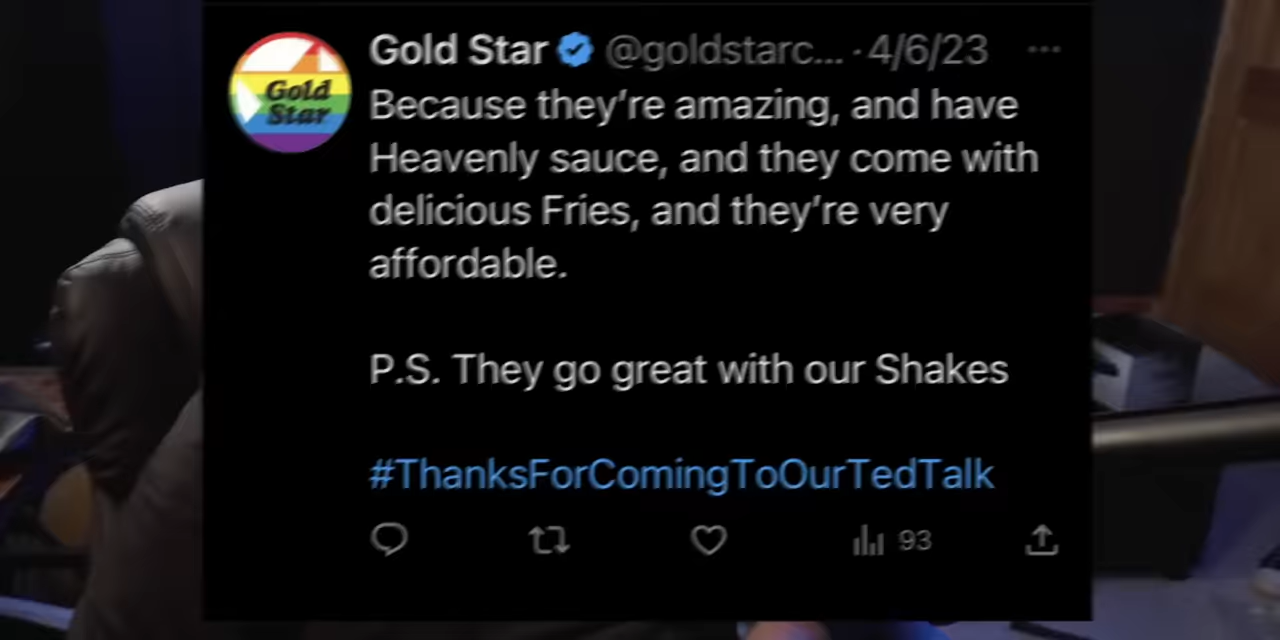 Gold Star @goldstarc... · 4/6/23
Gold
Star
Because they're amazing, and have
Heavenly sauce, and they come with
delicious Fries, and they're very
affordable.
P.S. They go great with our Shakes
#ThanksForComingToOurTedTalk
93